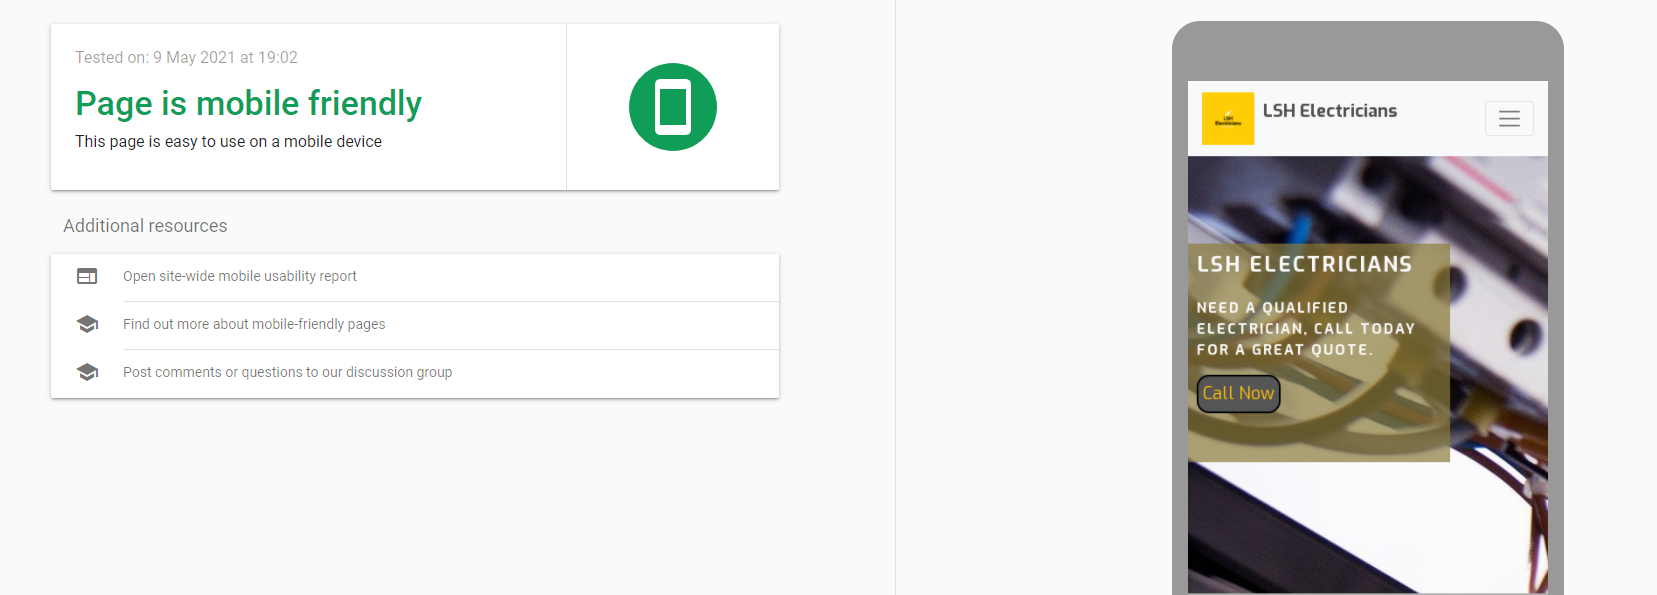 Tested on: 9 May 2021 at 19:02
Page is mobile friendly
This page is easy to use on a mobile device
Additional resources
Open site-wide mobile usability report
Find out more about mobile-friendly pages
Post comments or questions to our discussion group
LSH
Electricians
LSH Electricians
LSH ELECTRICIANS
NEED A QUALIFIED
ELECTRICIAN, CALL TODAY
FOR A GREAT QUOTE.
Call Now